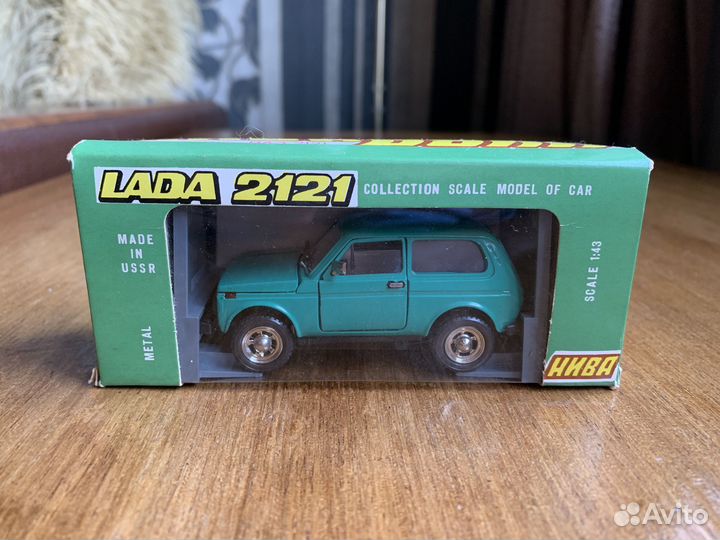 LADA 2121
COLLECTION SCALE MODEL OF CAR
MADE
IN
USSR
METAL
SCALE 1:43
НИВА
Avito